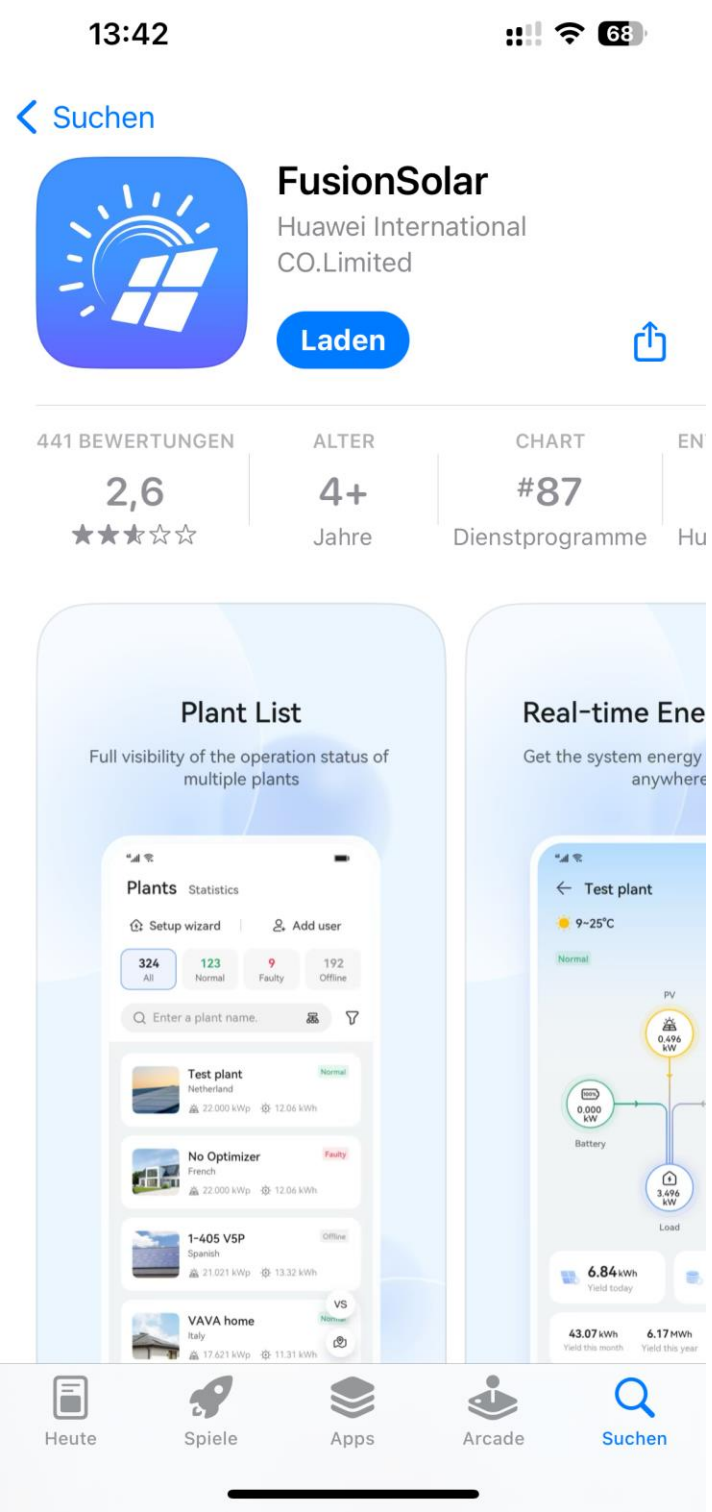 13:42
68
Suchen
FusionSolar
Huawei International
CO.Limited
Laden
441 BEWERTUNGEN
2,6
ALTER
4+
Jahre
CHART
#87
Dienstprogramme
Plant List
Full visibility of the operation status of
multiple plants
Plants Statistics
Setup wizard
Add user
324
All
123
Normal
9
Faulty
192
Offline
Enter a plant name.
Test plant
Normal
Netherland
22.000 kWp
12.06 kWh
No Optimizer
Faulty
French
22.000 kWp
12.06 kWh
1-405 V5P
Offline
Spanish
21.021 kWp
13.32 kWh
VS
VAVA home
Italy
17.621 kWp
11.31 kWh
Real-time Ene
Get the system energy
anywhere
Test plant
9~25°C
Normal
PV
0.496
kW
100%
0.000
kW
Battery
3.496
kW
Load
6.84 kWh
Yield today
43.07 kWh
Yield this month
6.17 MWh
Yield this year
Heute
Spiele
Apps
Arcade
Suchen